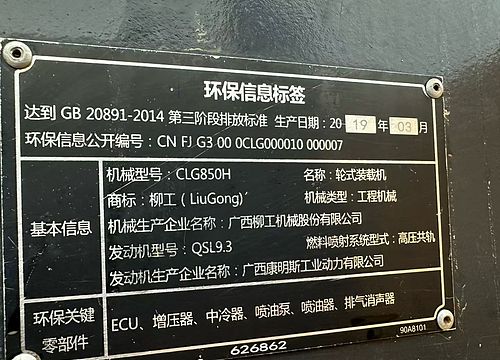 环保信息标签
达到 GB 20891-2014 第三阶段排放标准 生产日期: 20 19 年 03 月
环保信息公开编号: CN FJ G3 00 0CLG000010 000007
基本信息
机械型号: CLG850H 名称: 轮式装载机
商标: 柳工 ( LiuGong) 机械类型: 工程机械
机械生产企业名称: 广西柳工机械股份有限公司
发动机型号: QSL9.3 燃料喷射系统型式: 高压共轨
发动机生产企业名称: 广西康明斯工业动力有限公司
环保关键
零部件
ECU、增压器、中冷器、喷油泵、喷油器、排气消声器
626862
90A8101